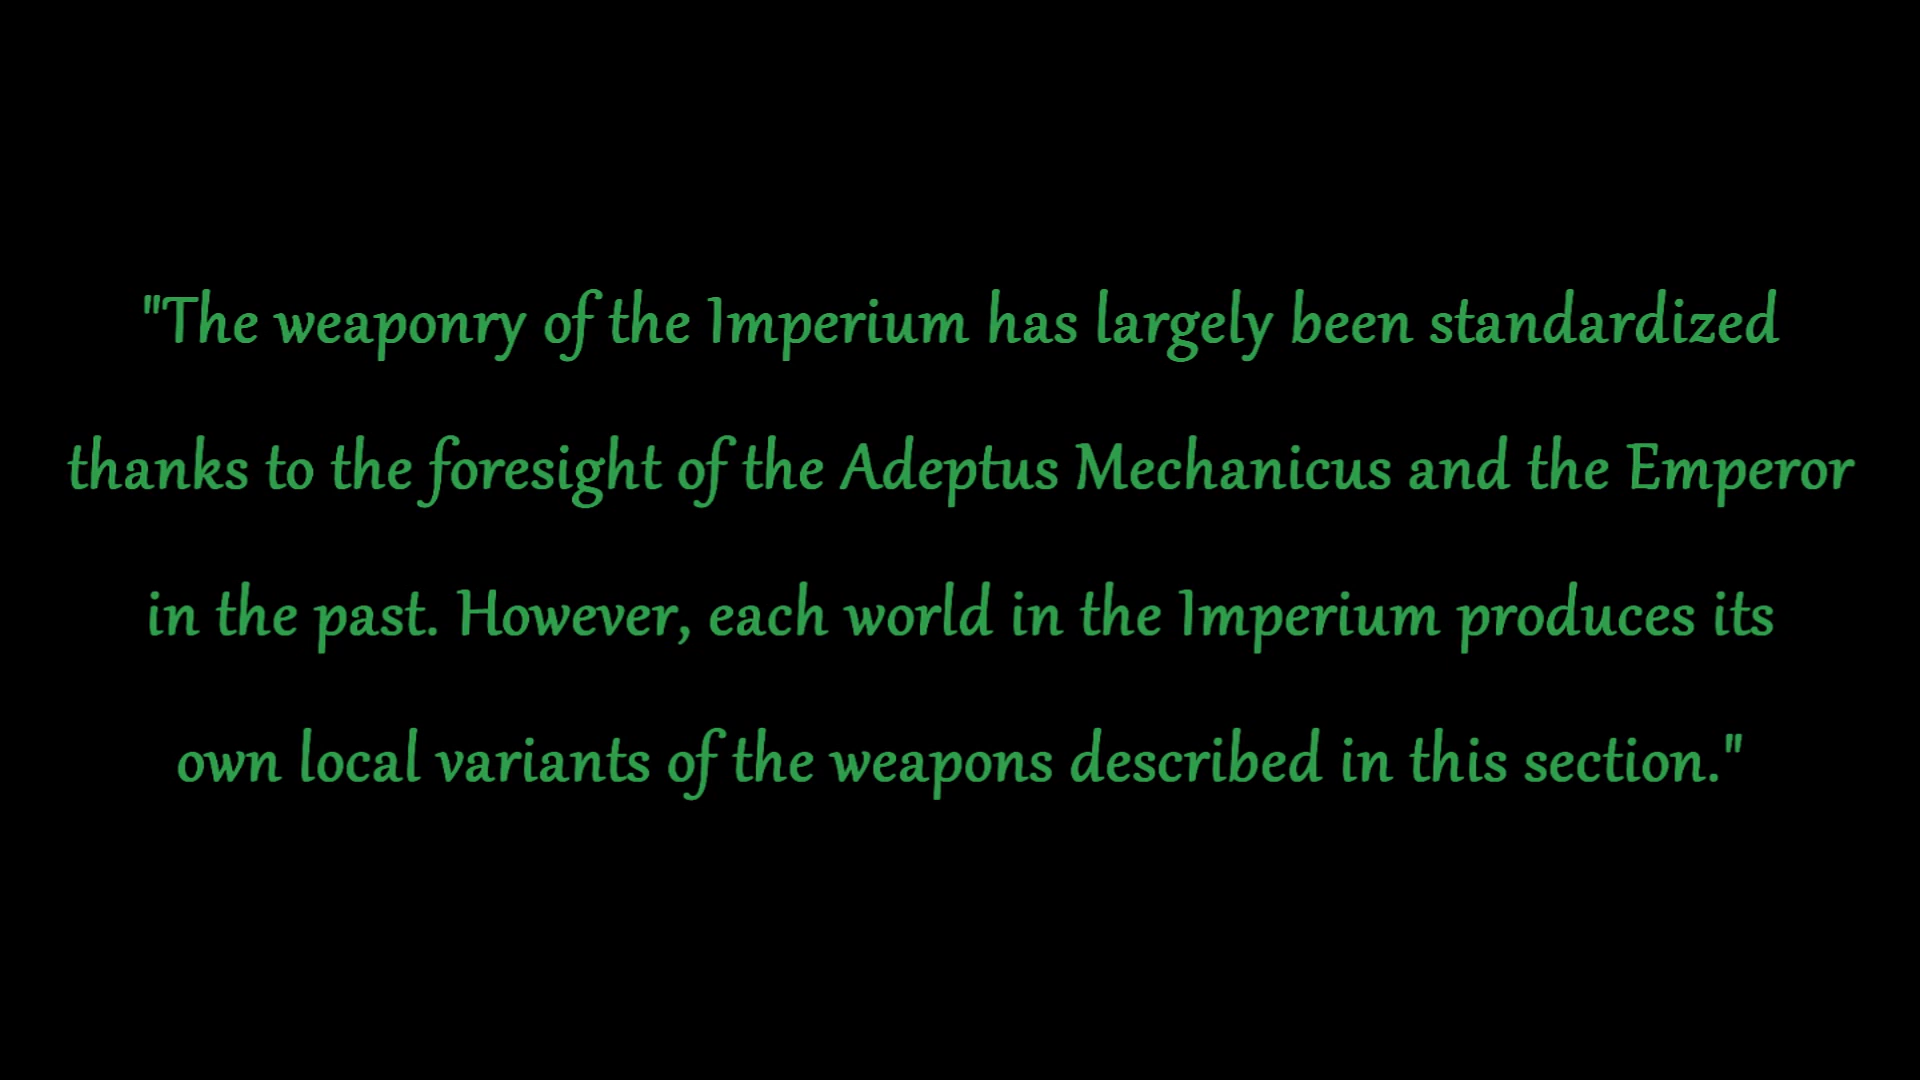 "The weaponry of the Imperium has largely been standardized
thanks to the foresight of the Adeptus Mechanicus and the Emperor
in the past. However, each world in the Imperium produces its
own local variants of the weapons described in this section."